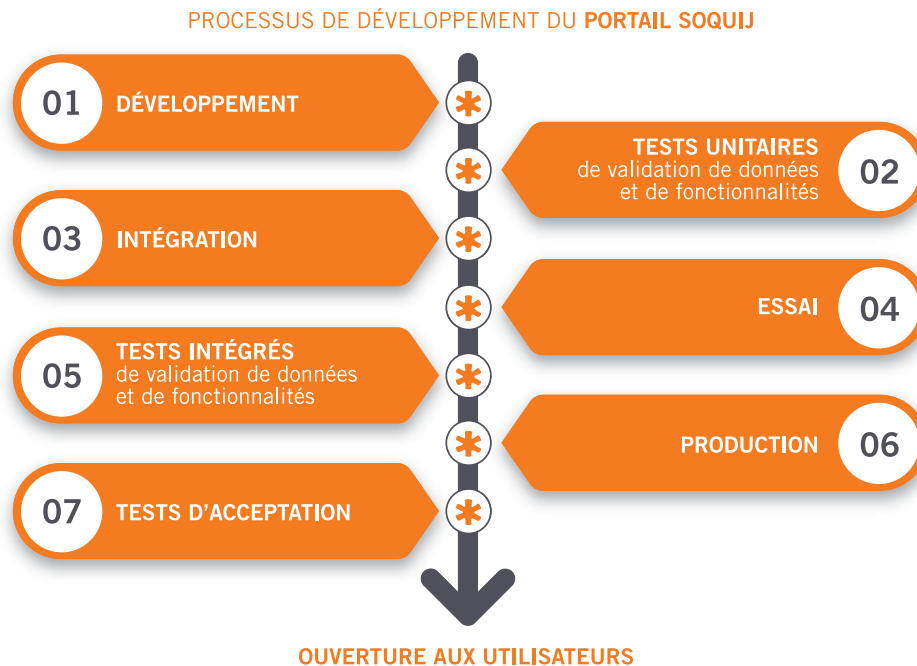 PROCESSUS DE DÉVELOPPEMENT DU PORTAIL SOQUIJ
01 DÉVELOPPEMENT
TESTS UNITAIRES
de validation de données
et de fonctionnalités
02
03 INTÉGRATION
ESSAI 04
05
TESTS INTÉGRÉS
de validation de données
et de fonctionnalités
PRODUCTION 06
07 TESTS D'ACCEPTATION
OUVERTURE AUX UTILISATEURS